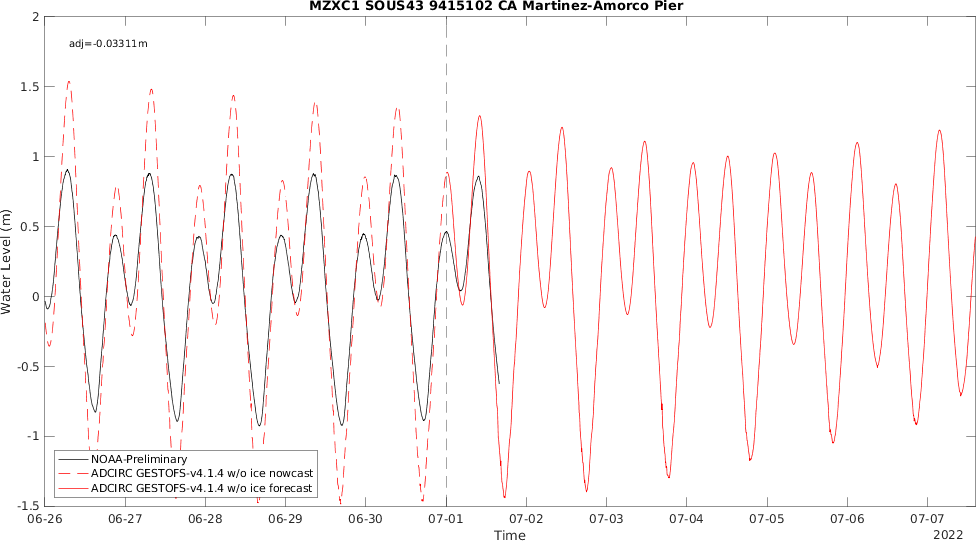 MZXC1 SOUS43 9415102 CA Martinez-Amorco Pier
adj=-0.03311m
Water Level (m)
2
1.5
1
0.5
0
-0.5
-1
-1.5
NOAA-Preliminary
ADCIRC GESTOFS-v4.1.4 w/o ice nowcast
ADCIRC GESTOFS-v4.1.4 w/o ice forecast
06-26 06-27 06-28 06-29 06-30 07-01 07-02 07-03 07-04 07-05 07-06 07-07
Time
2022